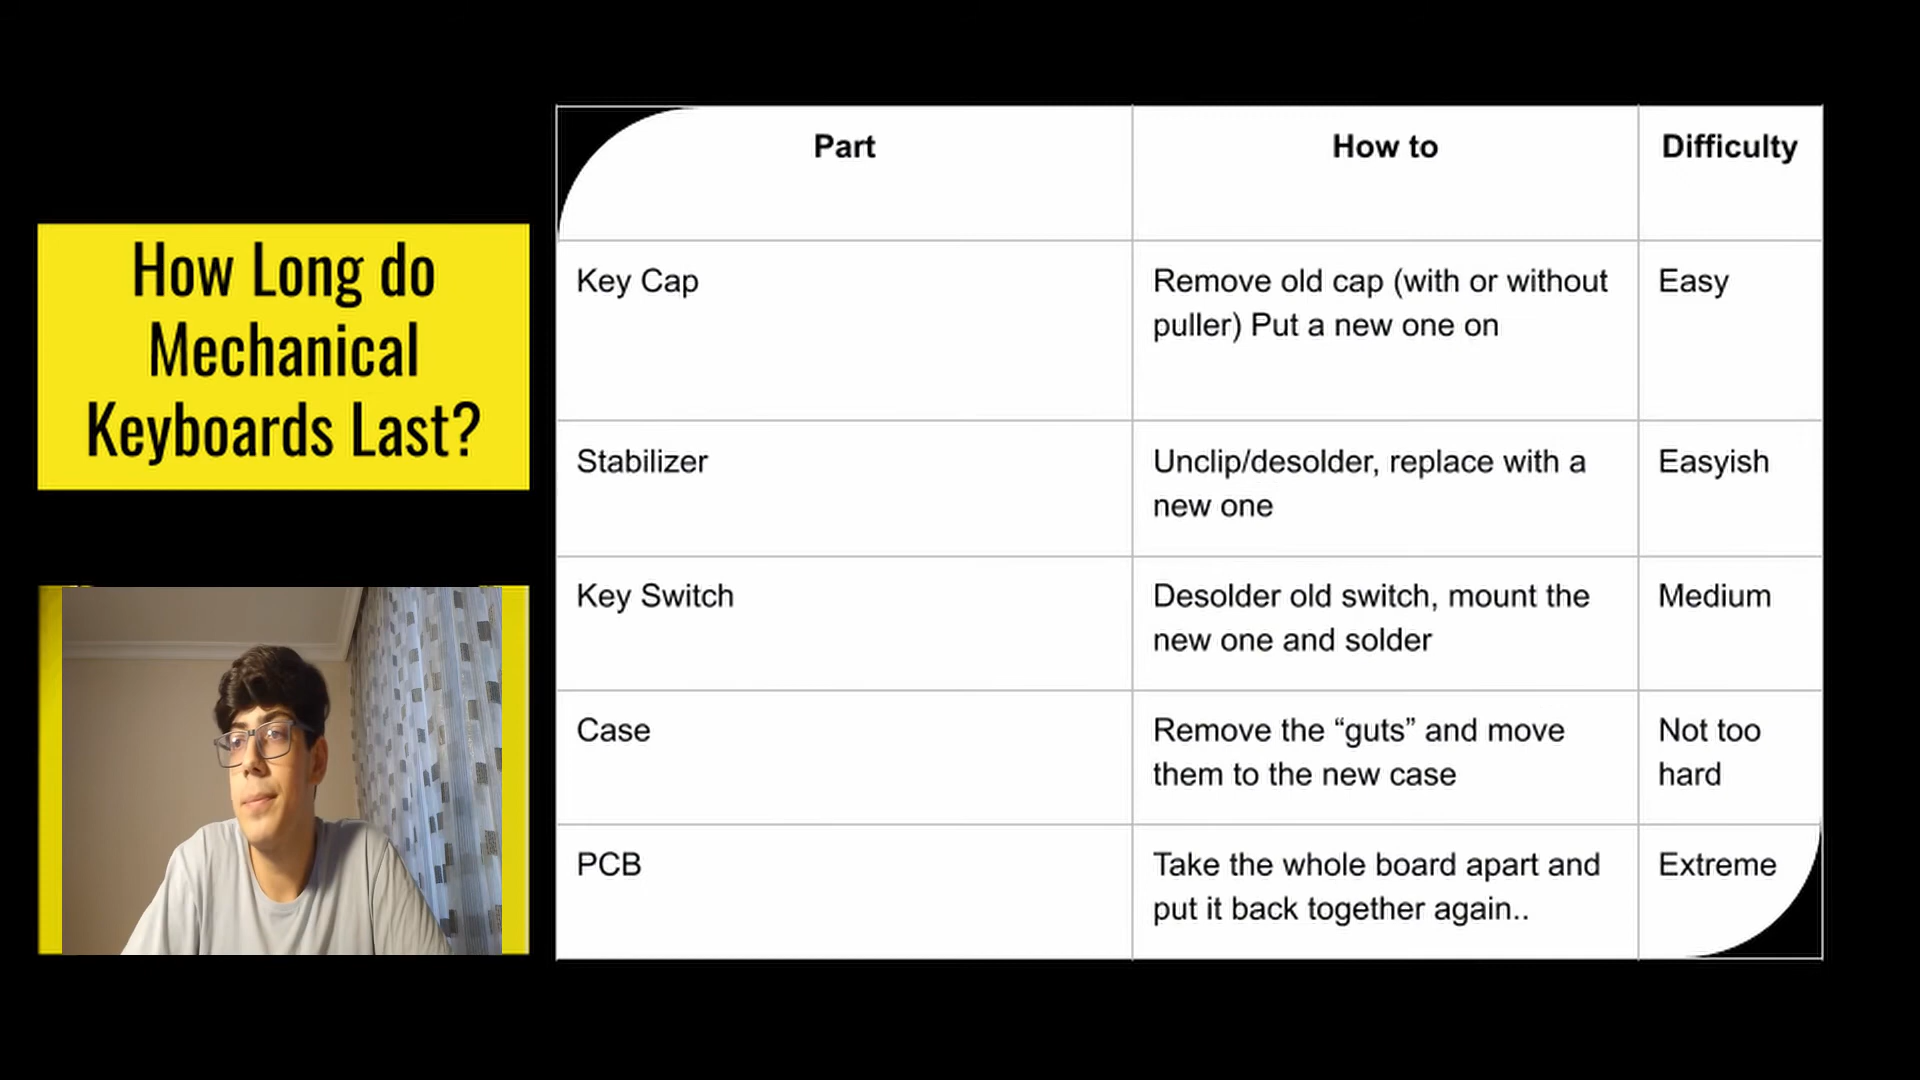 How Long do
Mechanical
Keyboards Last?
Part How to Difficulty
Key Cap Remove old cap (with or without Easy
puller) Put a new one on
Stabilizer Unclip/desolder, replace with a Easyish
new one
Key Switch Desolder old switch, mount the Medium
new one and solder
Case Remove the “guts” and move Not too
them to the new case hard
PCB Take the whole board apart and Extreme
put it back together again..